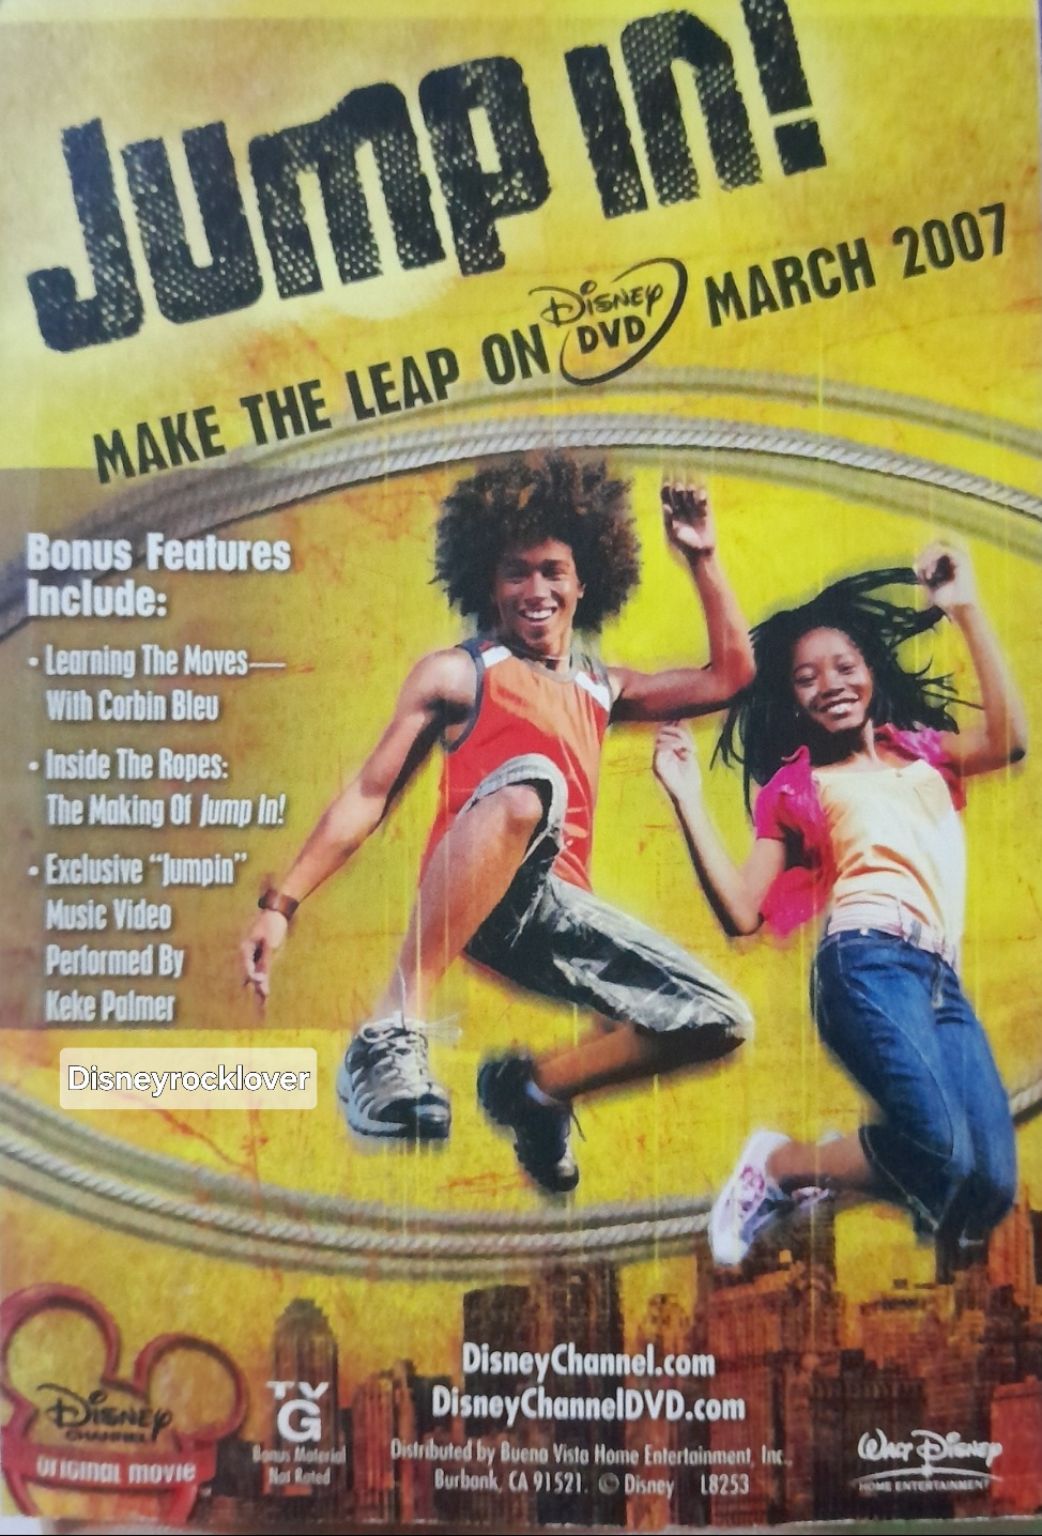 Jump in!
MAKE THE LEAP ON Disney DVD MARCH 2007
Bonus Features
Include:
• Learning The Moves—
With Corbin Bleu
• Inside The Ropes:
The Making Of Jump In!
• Exclusive "Jumpin"
Music Video
Performed By
Keke Palmer
Disneyrocklover
DisneyChannel.com
DisneyChannelDVD.com
Distributed by Buena Vista Home Entertainment, Inc.,
Burbank, CA 91521. © Disney L8253
Disney
CHANNEL
original movie
TV
G
Bonus Material
Not Rated
Walt Disney
HOME ENTERTAINMENT